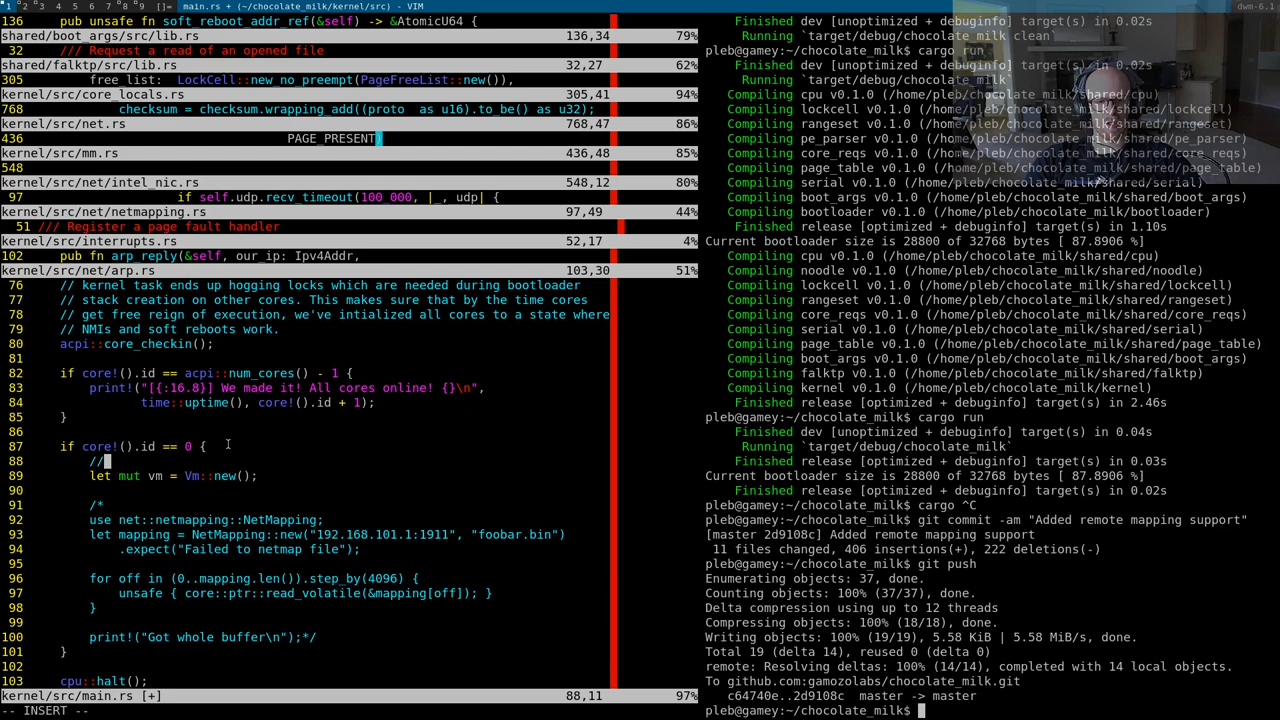 1 2 3 4 5 6 7 8 9 []= main.rs + (~/chocolate_milk/kernel/src) - VIM
dwm-6.1
136     pub unsafe fn soft_reboot_addr_ref(&self) -> &AtomicU64 {
shared/boot_args/src/lib.rs 136,34 79%
32     /// Request a read of an opened file
shared/falktp/src/lib.rs 32,27 62%
305         free_list:  LockCell::new_no_preempt(PageFreeList::new()),
kernel/src/core_locals.rs 305,41 94%
768             checksum = checksum.wrapping_add((proto  as u16).to_be() as u32);
kernel/src/net.rs 768,47 86%
436                                    PAGE_PRESENT)
kernel/src/mm.rs 436,48 85%
548
kernel/src/net/intel_nic.rs 548,12 80%
97                     if self.udp.recv_timeout(100_000, |_, udp| {
kernel/src/net/netmapping.rs 97,49 44%
51 /// Register a page fault handler
kernel/src/interrupts.rs 52,17 4%
102     pub fn arp_reply(&self, our_ip: Ipv4Addr,
kernel/src/net/arp.rs 103,30 51%
76     // kernel task ends up hogging locks which are needed during bootloader
77     // stack creation on other cores. This makes sure that by the time cores
78     // get free reign of execution, we've intialized all cores to a state where
79     // NMIs and soft reboots work.
80     acpi::core_checkin();
81
82     if core!().id == acpi::num_cores() - 1 {
83         print!("[{:16.8}] We made it! All cores online! {}\n",
84                time::uptime(), core!().id + 1);
85     }
86
87     if core!().id == 0 {
88         //
89         let mut vm = Vm::new();
90
91         /*
92         use net::netmapping::NetMapping;
93         let mapping = NetMapping::new("192.168.101.1:1911", "foobar.bin")
94             .expect("Failed to netmap file");
95
96         for off in (0..mapping.len()).step_by(4096) {
97             unsafe { core::ptr::read_volatile(&mapping[off]); }
98         }
99
100         print!("Got whole buffer\n");*/
101     }
102
103     cpu::halt();
kernel/src/main.rs [+] 88,11 97%
-- INSERT --
    Finished dev [unoptimized + debuginfo] target(s) in 0.02s
     Running `target/debug/chocolate_milk clean`
pleb@gamey:~/chocolate_milk$ cargo run
    Finished dev [unoptimized + debuginfo] target(s) in 0.02s
     Running `target/debug/chocolate_milk`
   Compiling cpu v0.1.0 (/home/pleb/chocolate_milk/shared/cpu)
   Compiling lockcell v0.1.0 (/home/pleb/chocolate_milk/shared/lockcell)
   Compiling rangeset v0.1.0 (/home/pleb/chocolate_milk/shared/rangeset)
   Compiling pe_parser v0.1.0 (/home/pleb/chocolate_milk/shared/pe_parser)
   Compiling core_reqs v0.1.0 (/home/pleb/chocolate_milk/shared/core_reqs)
   Compiling page_table v0.1.0 (/home/pleb/chocolate_milk/shared/page_table)
   Compiling serial v0.1.0 (/home/pleb/chocolate_milk/shared/serial)
   Compiling boot_args v0.1.0 (/home/pleb/chocolate_milk/shared/boot_args)
   Compiling bootloader v0.1.0 (/home/pleb/chocolate_milk/bootloader)
    Finished release [optimized + debuginfo] target(s) in 1.10s
Current bootloader size is 28800 of 32768 bytes [ 87.8906 %]
   Compiling cpu v0.1.0 (/home/pleb/chocolate_milk/shared/cpu)
   Compiling noodle v0.1.0 (/home/pleb/chocolate_milk/shared/noodle)
   Compiling lockcell v0.1.0 (/home/pleb/chocolate_milk/shared/lockcell)
   Compiling rangeset v0.1.0 (/home/pleb/chocolate_milk/shared/rangeset)
   Compiling core_reqs v0.1.0 (/home/pleb/chocolate_milk/shared/core_reqs)
   Compiling serial v0.1.0 (/home/pleb/chocolate_milk/shared/serial)
   Compiling page_table v0.1.0 (/home/pleb/chocolate_milk/shared/page_table)
   Compiling boot_args v0.1.0 (/home/pleb/chocolate_milk/shared/boot_args)
   Compiling falktp v0.1.0 (/home/pleb/chocolate_milk/shared/falktp)
   Compiling kernel v0.1.0 (/home/pleb/chocolate_milk/kernel)
    Finished release [optimized + debuginfo] target(s) in 2.46s
pleb@gamey:~/chocolate_milk$ cargo run
    Finished dev [unoptimized + debuginfo] target(s) in 0.04s
     Running `target/debug/chocolate_milk`
    Finished release [optimized + debuginfo] target(s) in 0.03s
Current bootloader size is 28800 of 32768 bytes [ 87.8906 %]
    Finished release [optimized + debuginfo] target(s) in 0.02s
pleb@gamey:~/chocolate_milk$ cargo ^C
pleb@gamey:~/chocolate_milk$ git commit -am "Added remote mapping support"
[master 2d9108c] Added remote mapping support
 11 files changed, 406 insertions(+), 222 deletions(-)
pleb@gamey:~/chocolate_milk$ git push
Enumerating objects: 37, done.
Counting objects: 100% (37/37), done.
Delta compression using up to 12 threads
Compressing objects: 100% (18/18), done.
Writing objects: 100% (19/19), 5.58 KiB | 5.58 MiB/s, done.
Total 19 (delta 14), reused 0 (delta 0)
remote: Resolving deltas: 100% (14/14), completed with 14 local objects.
To github.com:gamozolabs/chocolate_milk.git
   c64740e..2d9108c  master -> master
pleb@gamey:~/chocolate_milk$